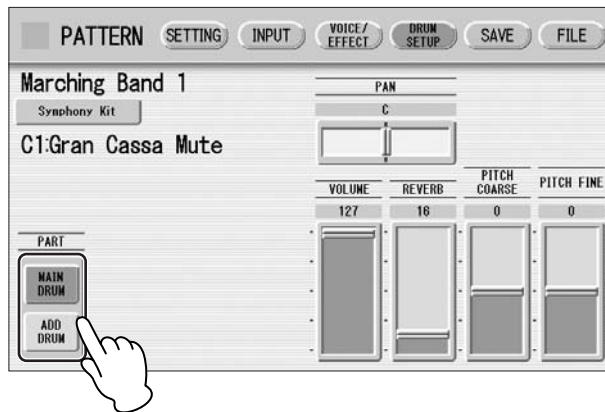 PATTERN SETTING INPUT VOICE/ EFFECT DRUM SETUP SAVE FILE
Marching Band 1
Symphony Kit
C1:Gran Cassa Mute
PAN
C
VOLUME REVERB PITCH COARSE PITCH FINE
127 16 0 0
PART
MAIN DRUM
ADD DRUM